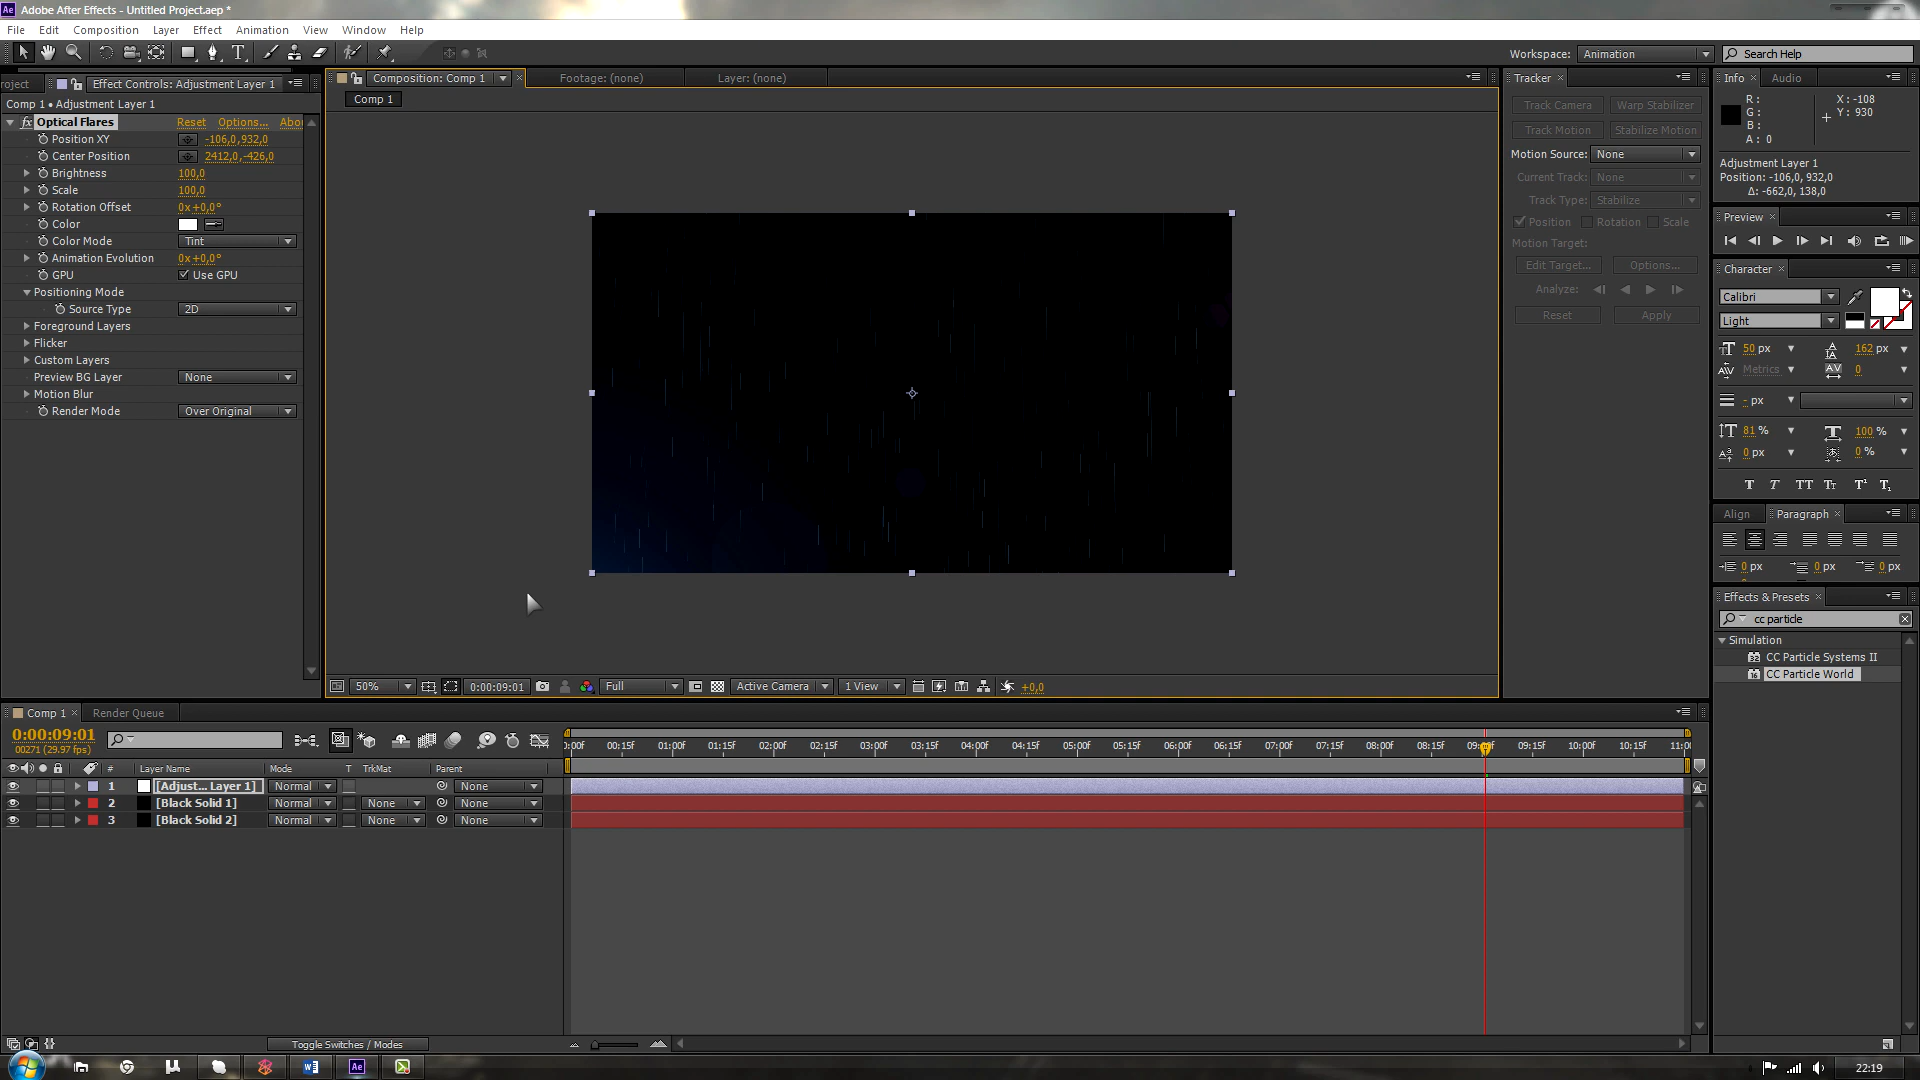 Adobe After Effects - Untitled Project.aep *
File Edit Composition Layer Effect Animation View Window Help
Workspace: Animation Search Help
roject Effect Controls: Adjustment Layer 1
Comp 1 • Adjustment Layer 1
fx Optical Flares Reset Options... Abou
Position XY -106,0,932,0
Center Position 2412,0,-426,0
Brightness 100,0
Scale 100,0
Rotation Offset 0x+0,0°
Color
Color Mode Tint
Animation Evolution 0x+0,0°
GPU Use GPU
Positioning Mode
Source Type 2D
Foreground Layers
Flicker
Custom Layers
Preview BG Layer None
Motion Blur
Render Mode Over Original
Composition: Comp 1 Footage: (none) Layer: (none)
Comp 1
50% 0:00:09:01 Full Active Camera 1 View +0,0
Tracker
Track Camera Warp Stabilizer
Track Motion Stabilize Motion
Motion Source: None
Current Track: None
Track Type: Stabilize
Position Rotation Scale
Motion Target:
Edit Target... Options...
Analyze:
Reset Apply
Info Audio
R : X : -108
G : Y : 930
B :
A : 0
Adjustment Layer 1
Position: -106,0, 932,0
Δ: -662,0, 138,0
Preview
Character
Calibri
Light
50 px 162 px
Metrics 0
- px
81 % 100 %
0 px 0 %
T T TT Tt T¹ T₁
Align Paragraph
0 px 0 px 0 px
Effects & Presets
cc particle
Simulation
CC Particle Systems II
CC Particle World
Comp 1 Render Queue
0:00:09:01
00271 (29.97 fps)
# Layer Name Mode T TrkMat Parent
1 [Adjust... Layer 1] Normal None
2 [Black Solid 1] Normal None None
3 [Black Solid 2] Normal None None
0:00f 00:15f 01:00f 01:15f 02:00f 02:15f 03:00f 03:15f 04:00f 04:15f 05:00f 05:15f 06:00f 06:15f 07:00f 07:15f 08:00f 08:15f 09:00f 09:15f 10:00f 10:15f 11:0
Toggle Switches / Modes
22:19